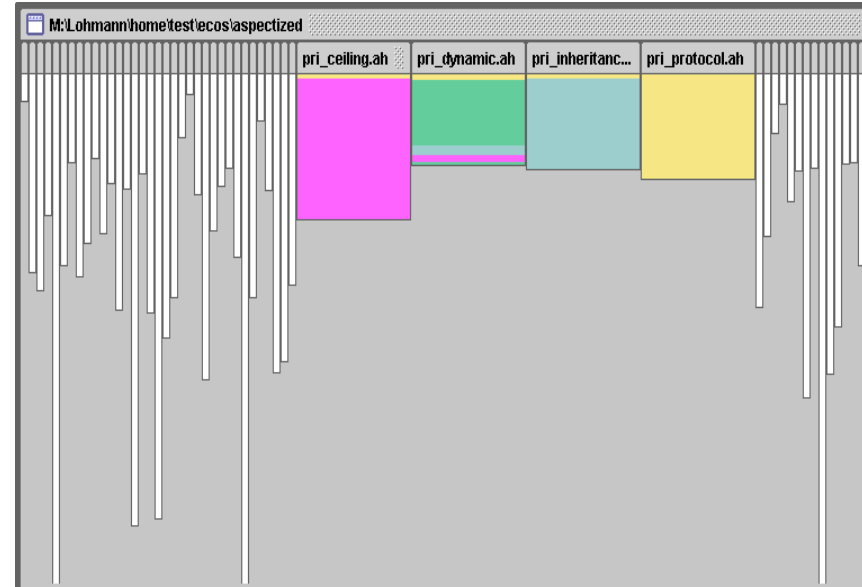 M:\Lohmann\home\test\ecos\aspectized
pri_ceiling.ah pri_dynamic.ah pri_inheritanc... pri_protocol.ah